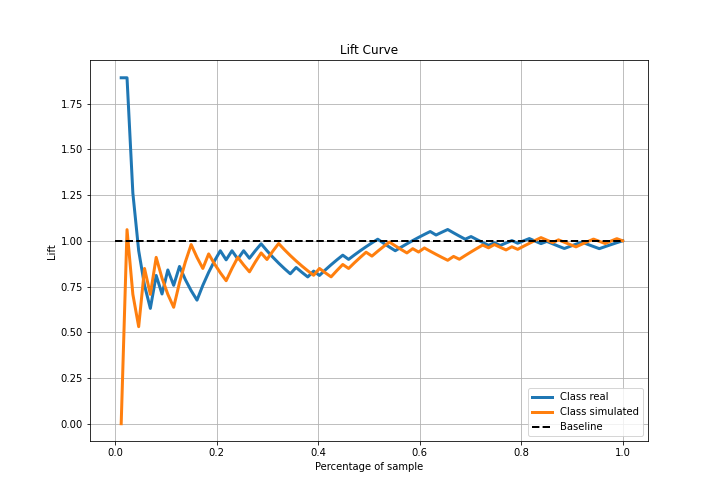 Lift Curve
1.75
1.50
1.25
1.00
0.75
0.50
0.25
0.00
Lift
0.0
0.2
0.4
0.6
0.8
1.0
Percentage of sample
Class real
Class simulated
Baseline